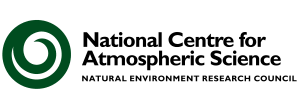 National Centre for
Atmospheric Science
NATURAL ENVIRONMENT RESEARCH COUNCIL